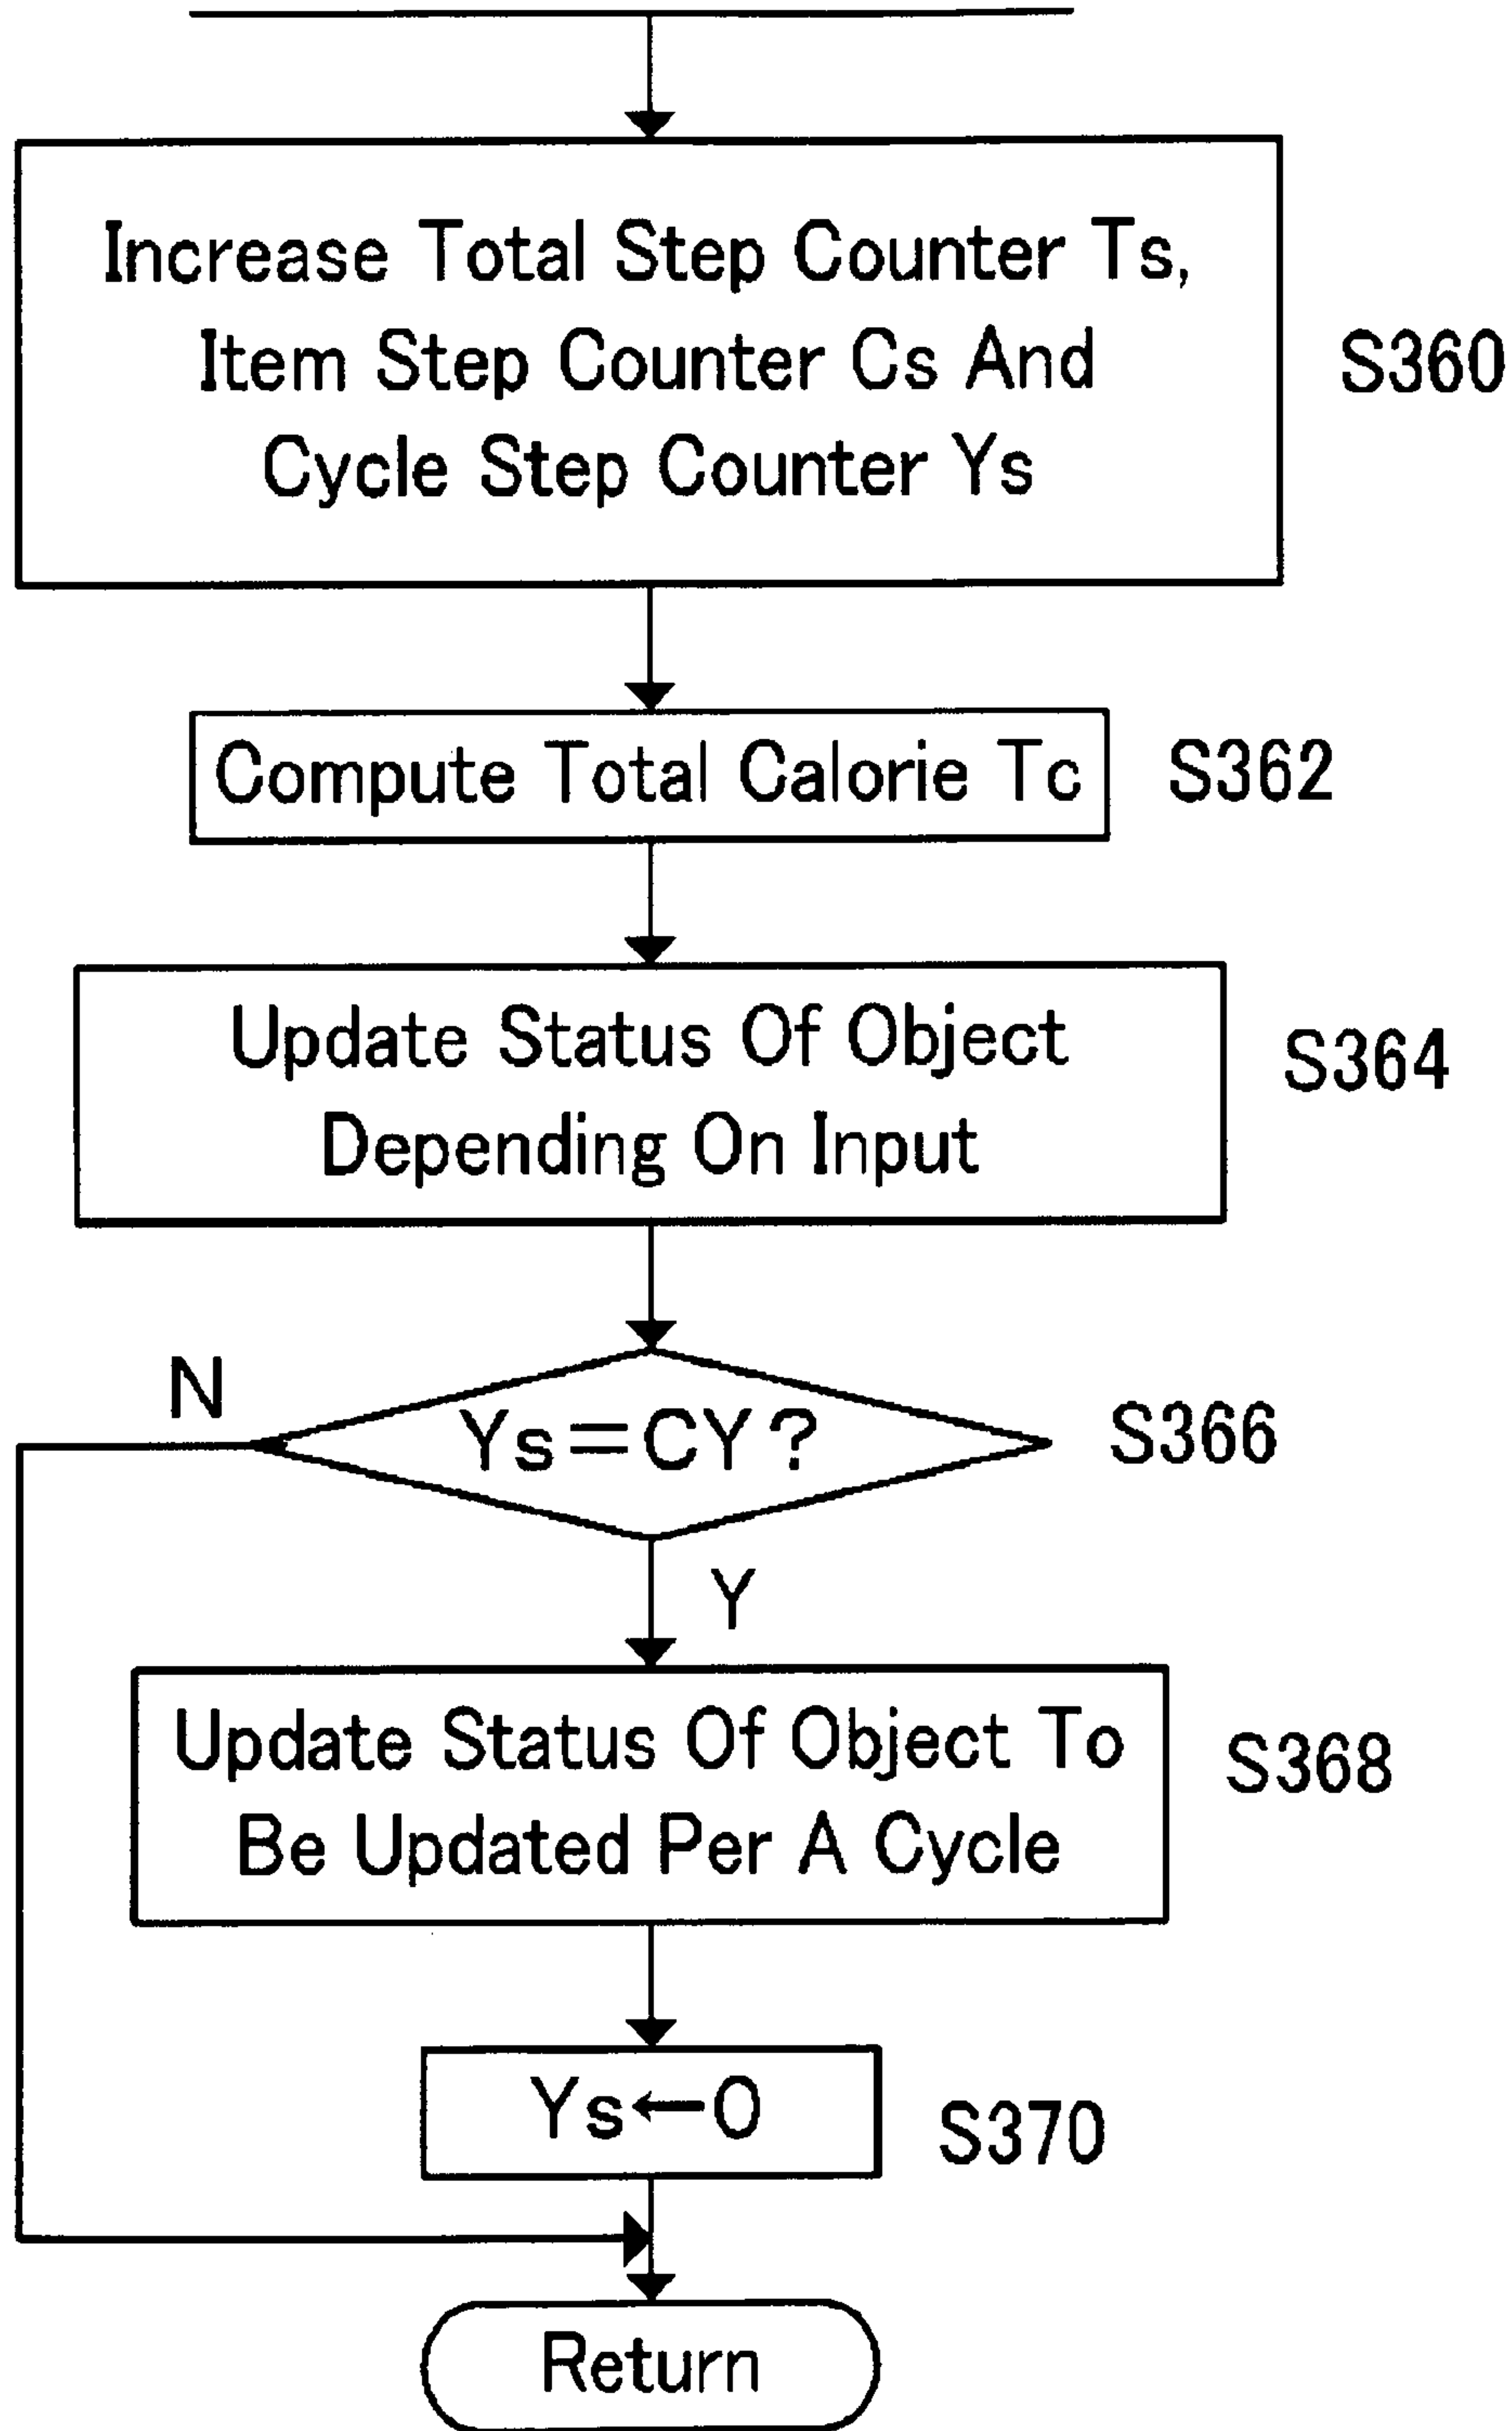 Increase Total Step Counter Ts,
Item Step Counter Cs And
Cycle Step Counter Ys
S360
Compute Total Calorie Tc
S362
Update Status Of Object
Depending On Input
S364
N
Ys=CY?
S366
Y
Update Status Of Object To
Be Updated Per A Cycle
S368
Ys←0
S370
Return